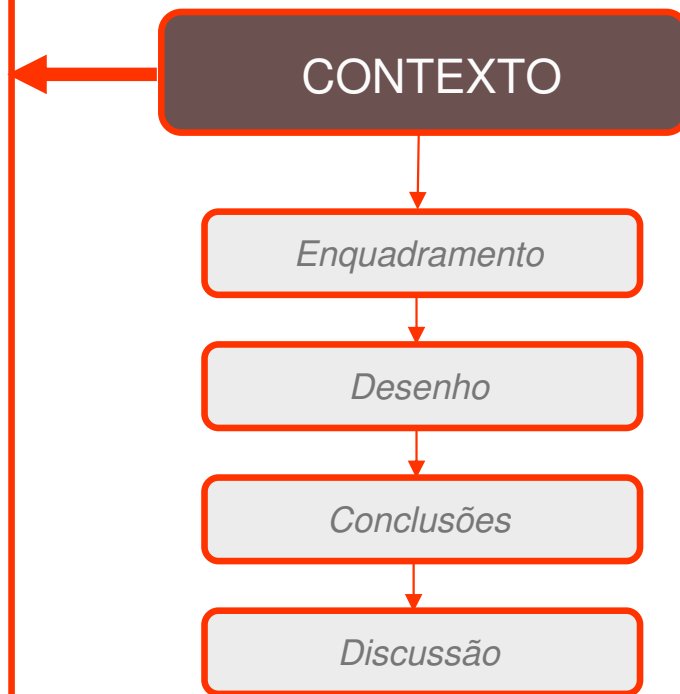 CONTEXTO
Enquadramento
Desenho
Conclusões
Discussão